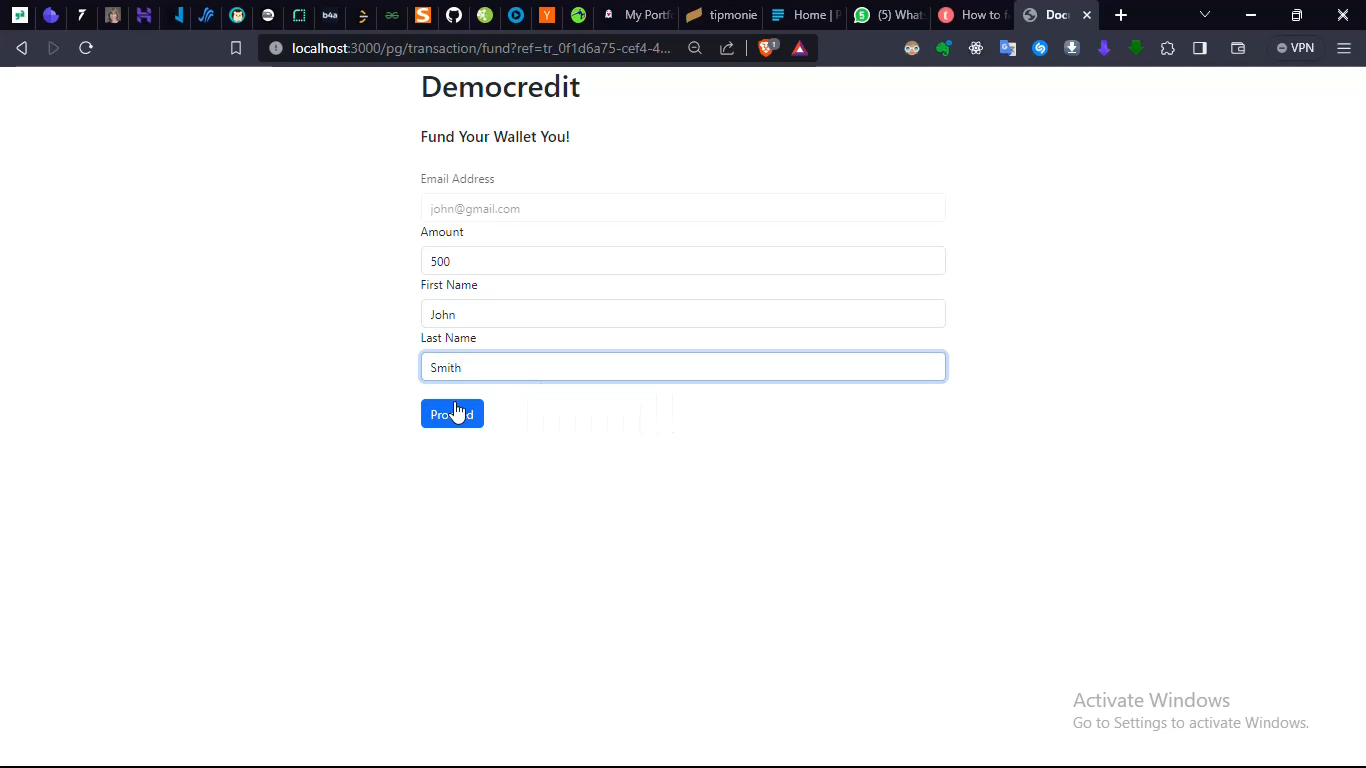 b4a
My Portf
tipmonie
Home | P
(5) What
How to f
Doc
localhost:3000/pg/transaction/fund?ref=tr_0f1d6a75-cef4-4...
1
VPN
Democredit
Fund Your Wallet You!
Email Address
john@gmail.com
Amount
500
First Name
John
Last Name
Smith
Activate Windows
Go to Settings to activate Windows.